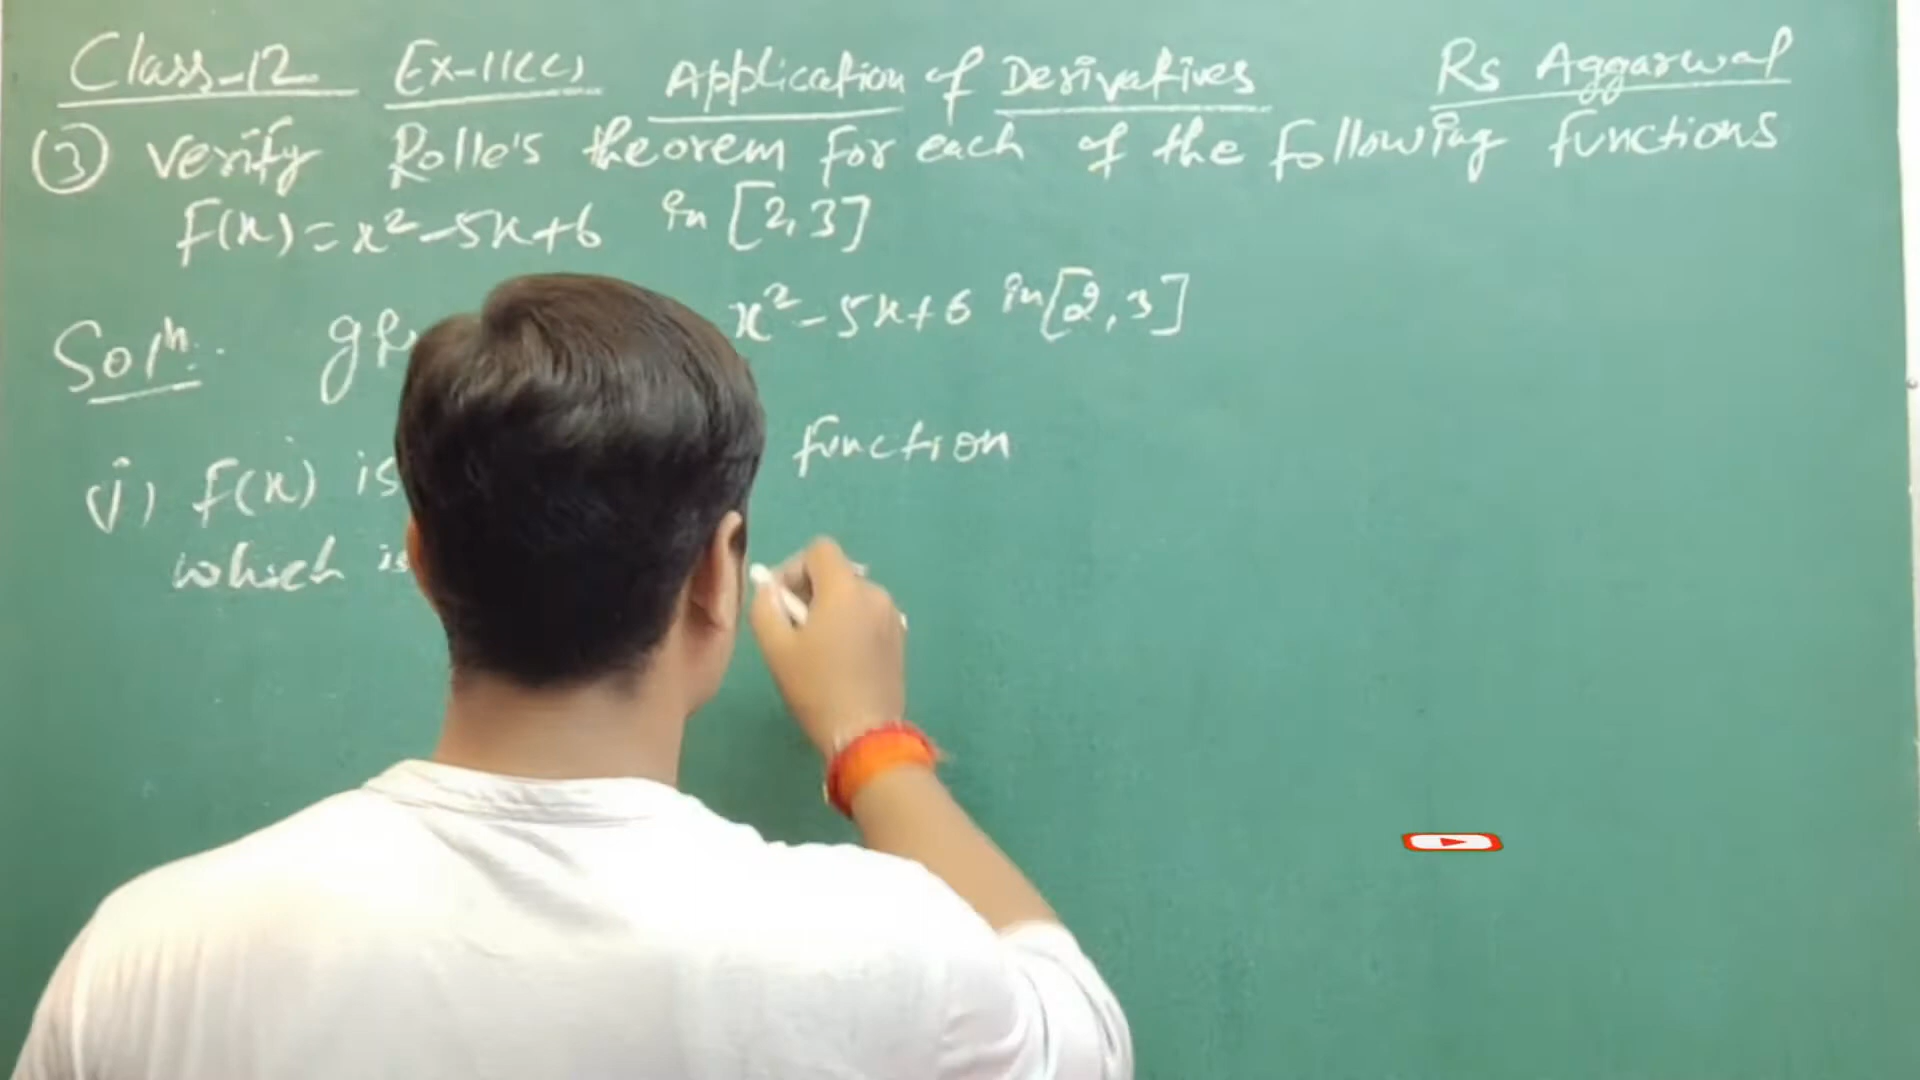 Class-12 Ex-11(C) Application of Derivatives Rs Aggarwal
(3) Verify Rolle's theorem for each of the following functions
f(x) = x² - 5x + 6 in [2, 3]
Solⁿ: x² - 5x + 6 in [2, 3]
(i) f(x) is function
which is